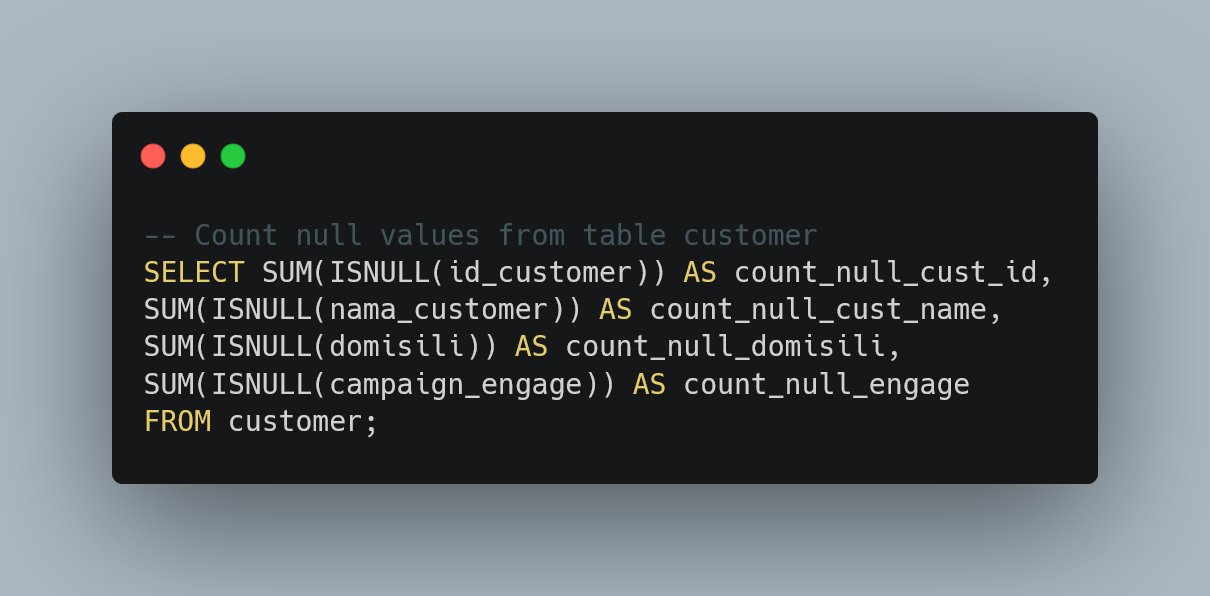 -- Count null values from table customer
SELECT SUM(ISNULL(id_customer)) AS count_null_cust_id,
SUM(ISNULL(nama_customer)) AS count_null_cust_name,
SUM(ISNULL(domisili)) AS count_null_domisili,
SUM(ISNULL(campaign_engage)) AS count_null_engage
FROM customer;